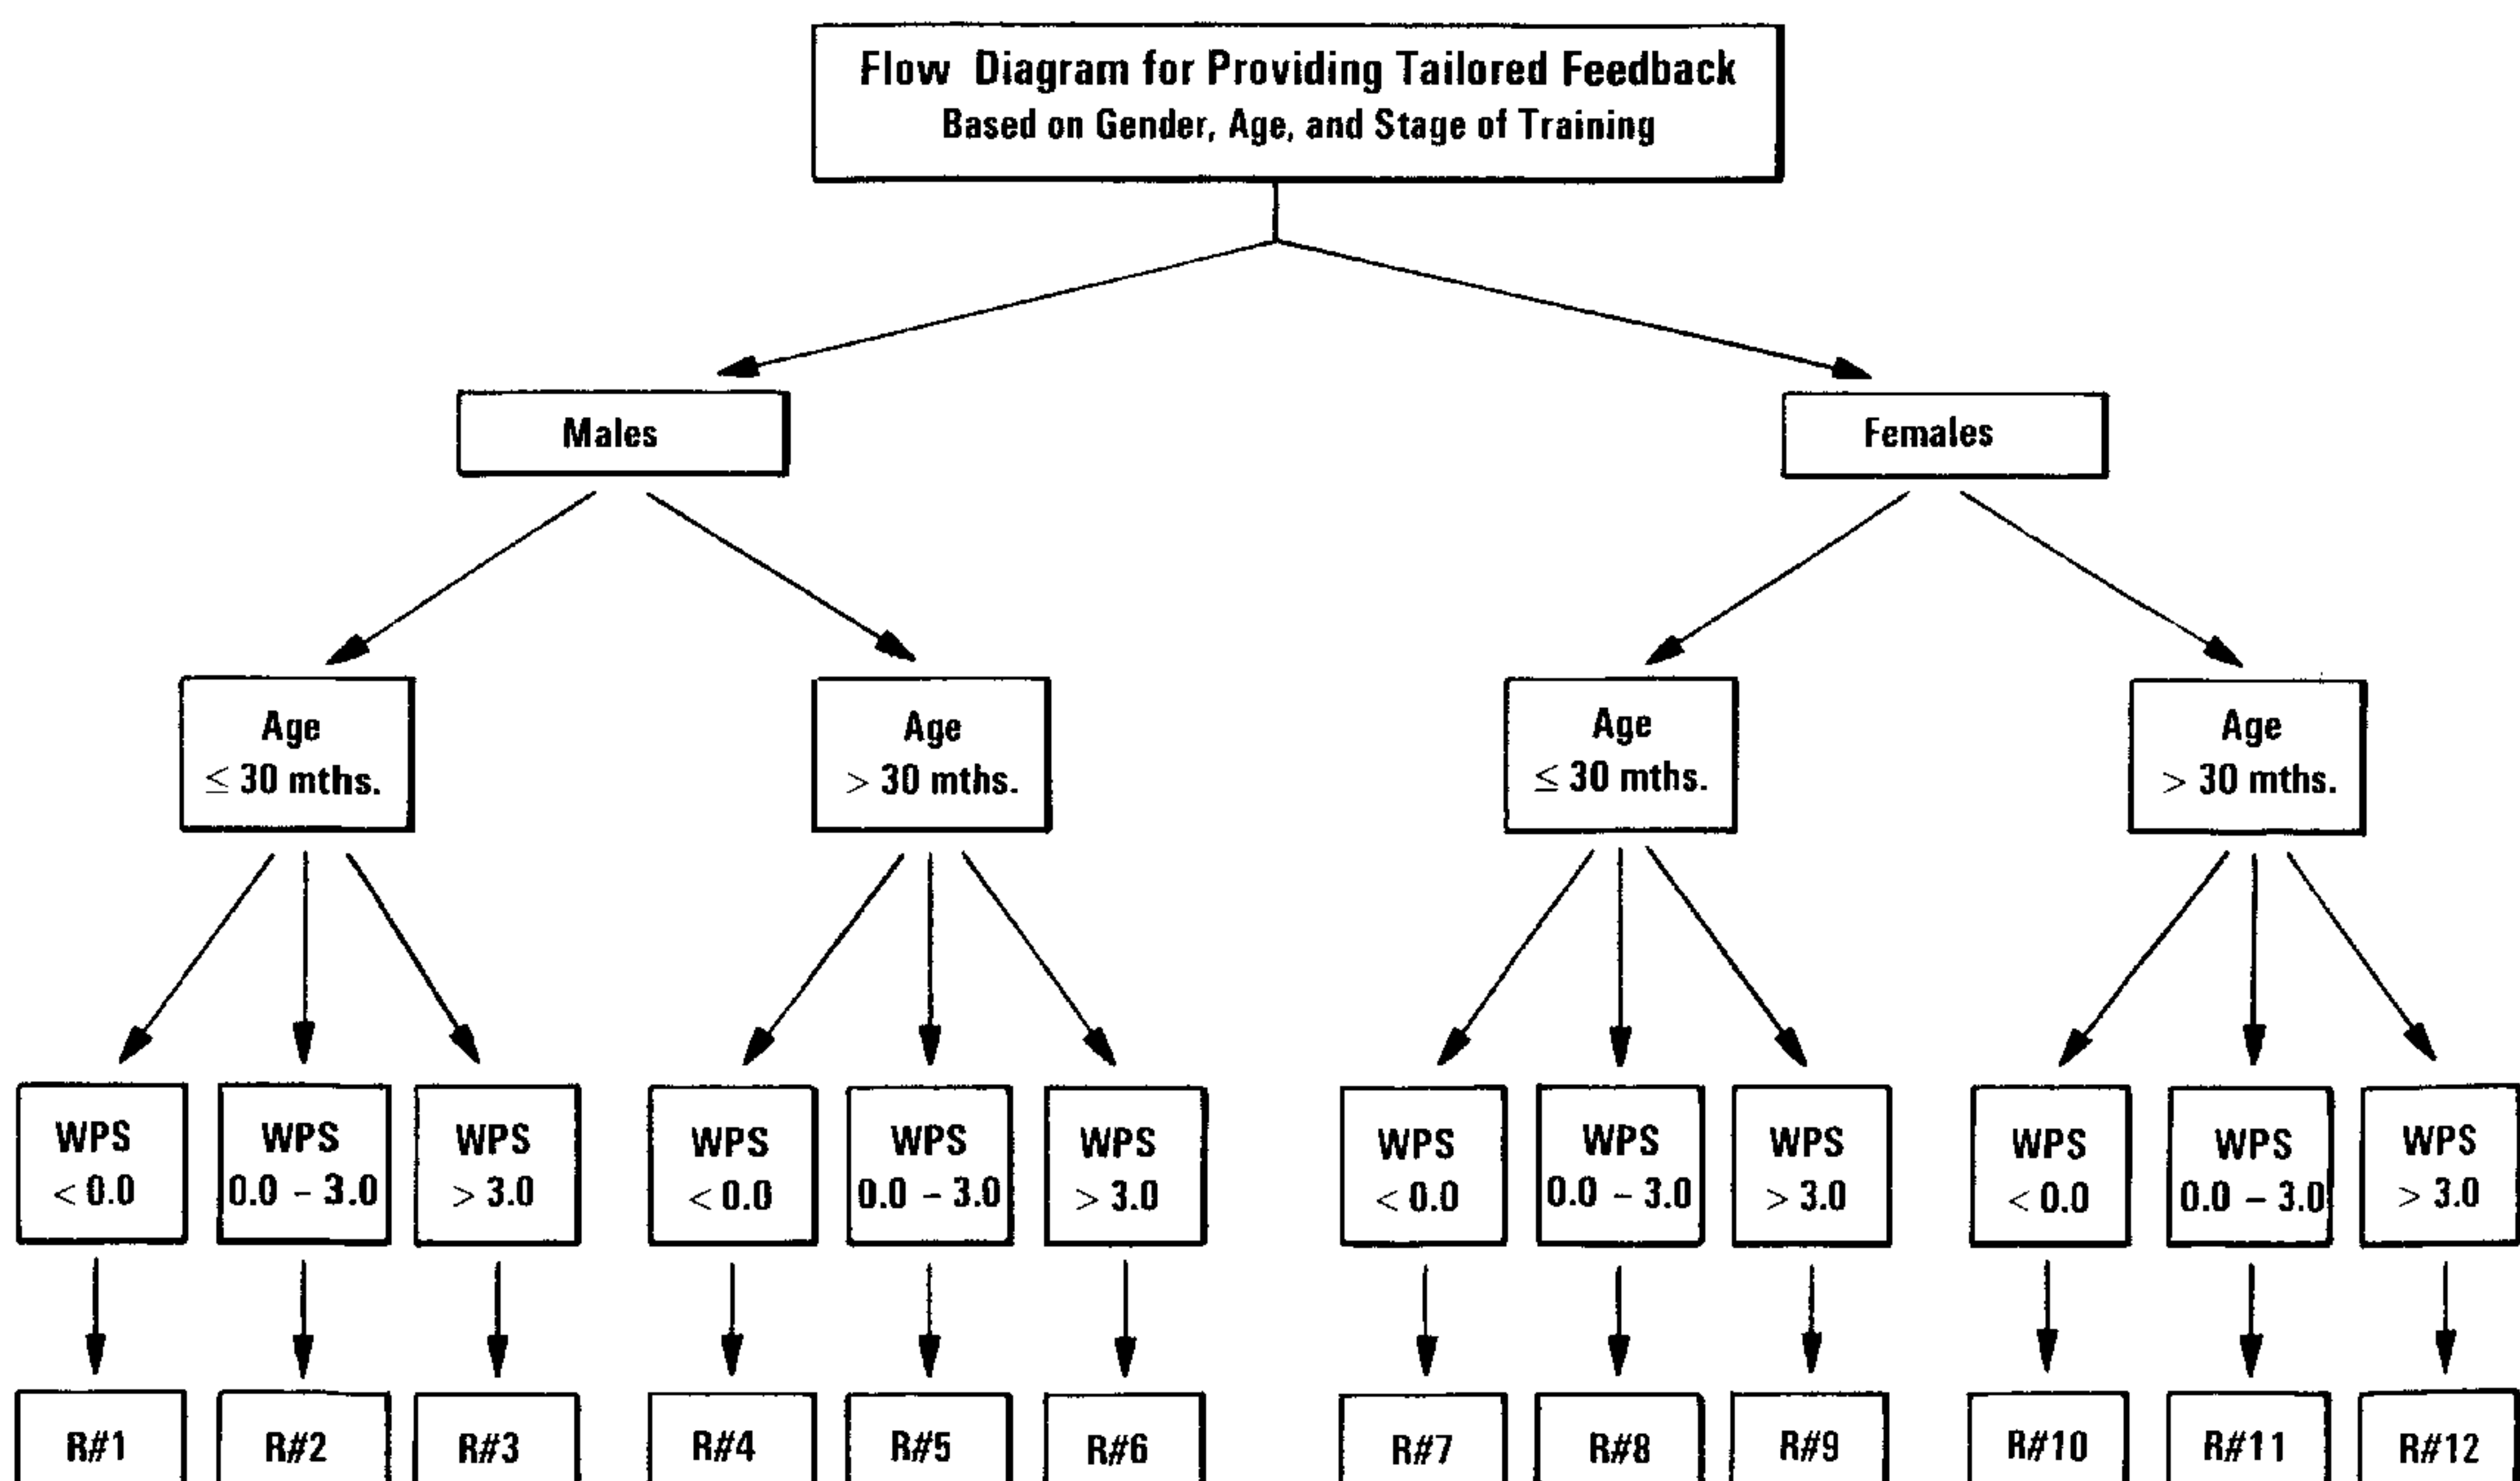 Flow Diagram for Providing Tailored Feedback
Based on Gender, Age, and Stage of Training
Males
Females
Age
≤ 30 mths.
Age
> 30 mths.
Age
≤ 30 mths.
Age
> 30 mths.
WPS
< 0.0
WPS
0.0 – 3.0
WPS
> 3.0
WPS
< 0.0
WPS
0.0 – 3.0
WPS
> 3.0
WPS
< 0.0
WPS
0.0 – 3.0
WPS
> 3.0
WPS
< 0.0
WPS
0.0 – 3.0
WPS
> 3.0
R#1
R#2
R#3
R#4
R#5
R#6
R#7
R#8
R#9
R#10
R#11
R#12